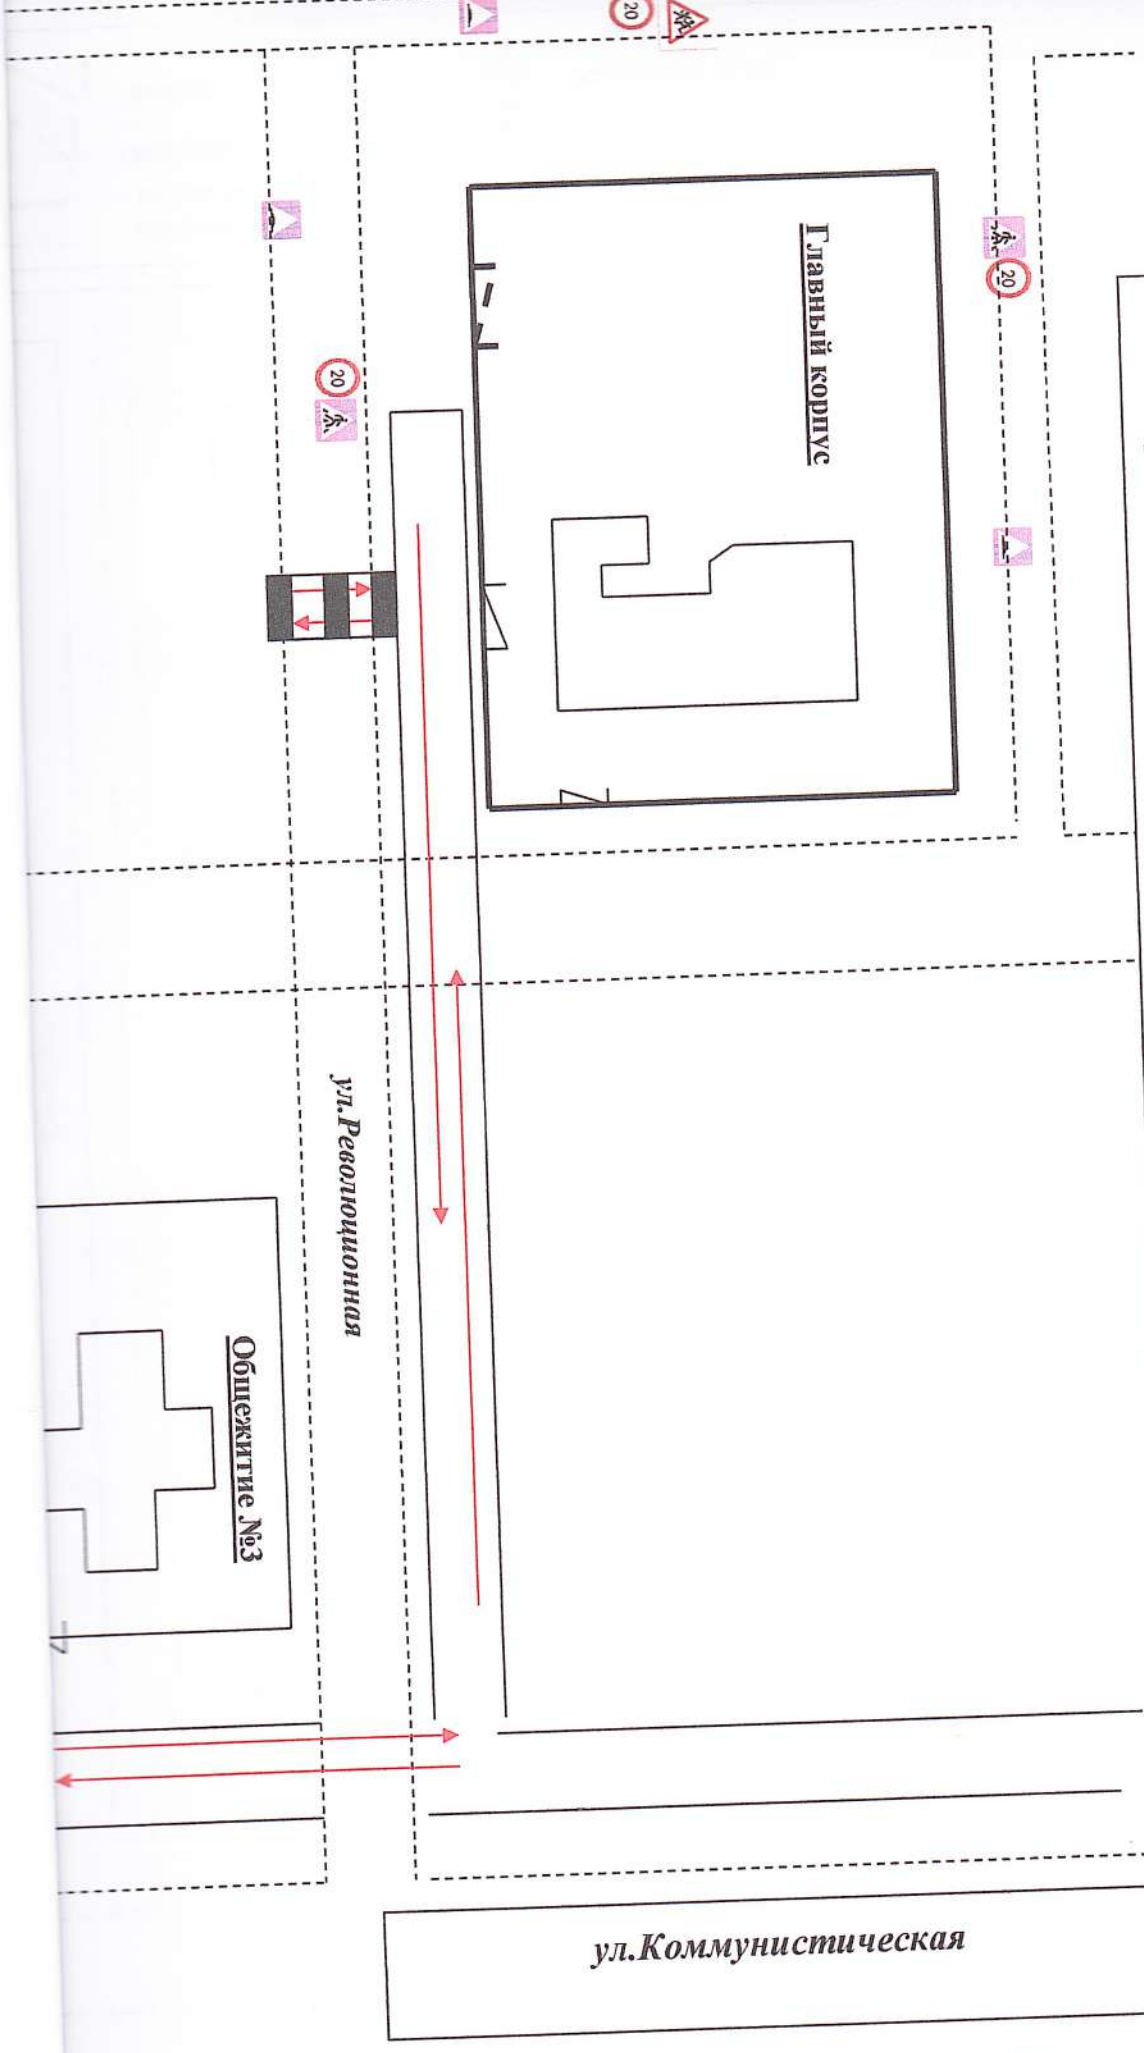 20
Главный корпус
20
20
ул.Революционная
Общежитие №3
ул.Коммунистическая